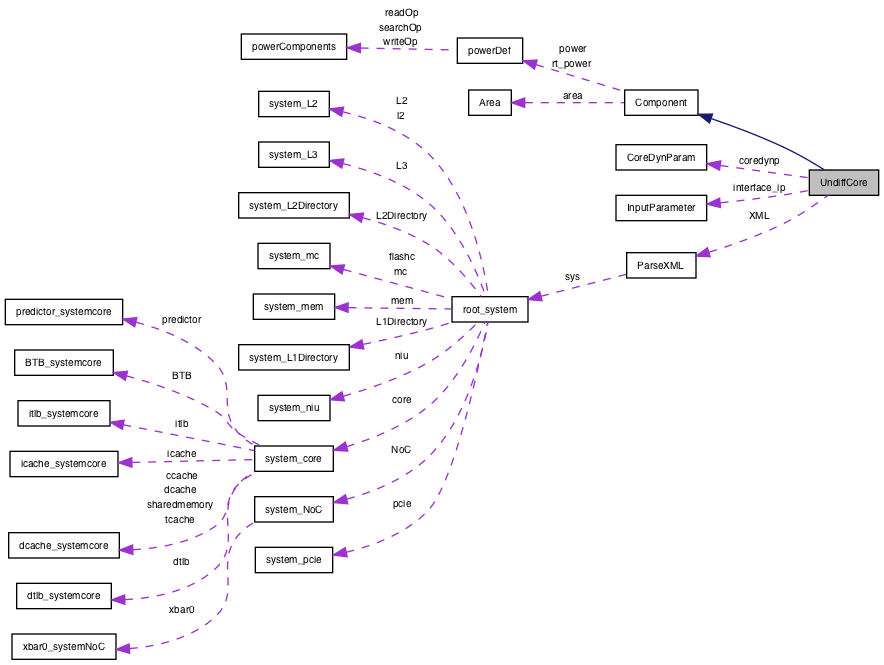 readOp
searchOp
writeOp
powerComponents
powerDef
power
rt_power
system_L2
L2
l2
Area
area
Component
system_L3
L3
CoreDynParam
coredynp
UndiffCore
system_L2Directory
L2Directory
InputParameter
interface_ip
XML
system_mc
flashc
mc
ParseXML
sys
system_mem
mem
root_system
predictor_systemcore
predictor
L1Directory
system_L1Directory
niu
BTB_systemcore
BTB
system_niu
core
itlb_systemcore
itlb
icache_systemcore
icache
system_core
NoC
ccache
dcache
sharedmemory
tcache
system_NoC
pcie
dcache_systemcore
system_pcie
dtlb
dtlb_systemcore
xbar0
xbar0_systemNoC